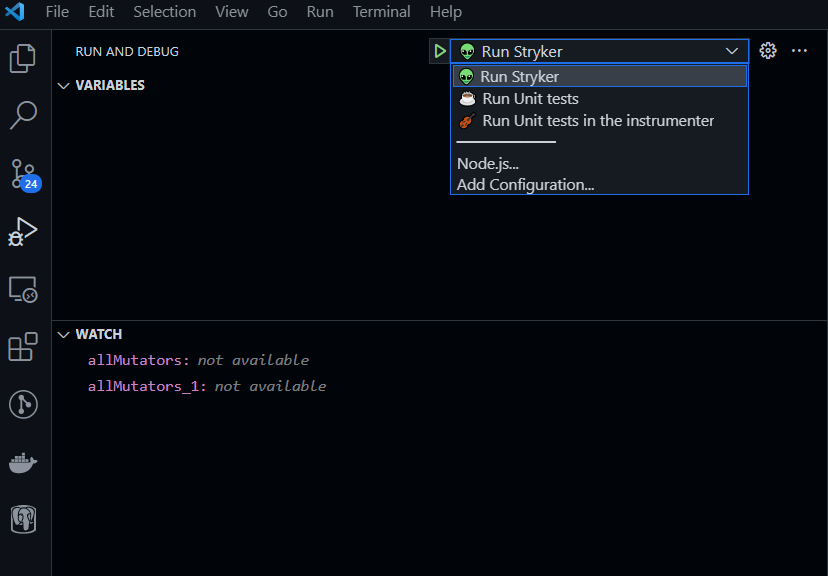 File Edit Selection View Go Run Terminal Help
RUN AND DEBUG
Run Stryker
VARIABLES
Run Stryker
Run Unit tests
Run Unit tests in the instrumenter
Node.js...
Add Configuration...
24
WATCH
allMutators: not available
allMutators_1: not available